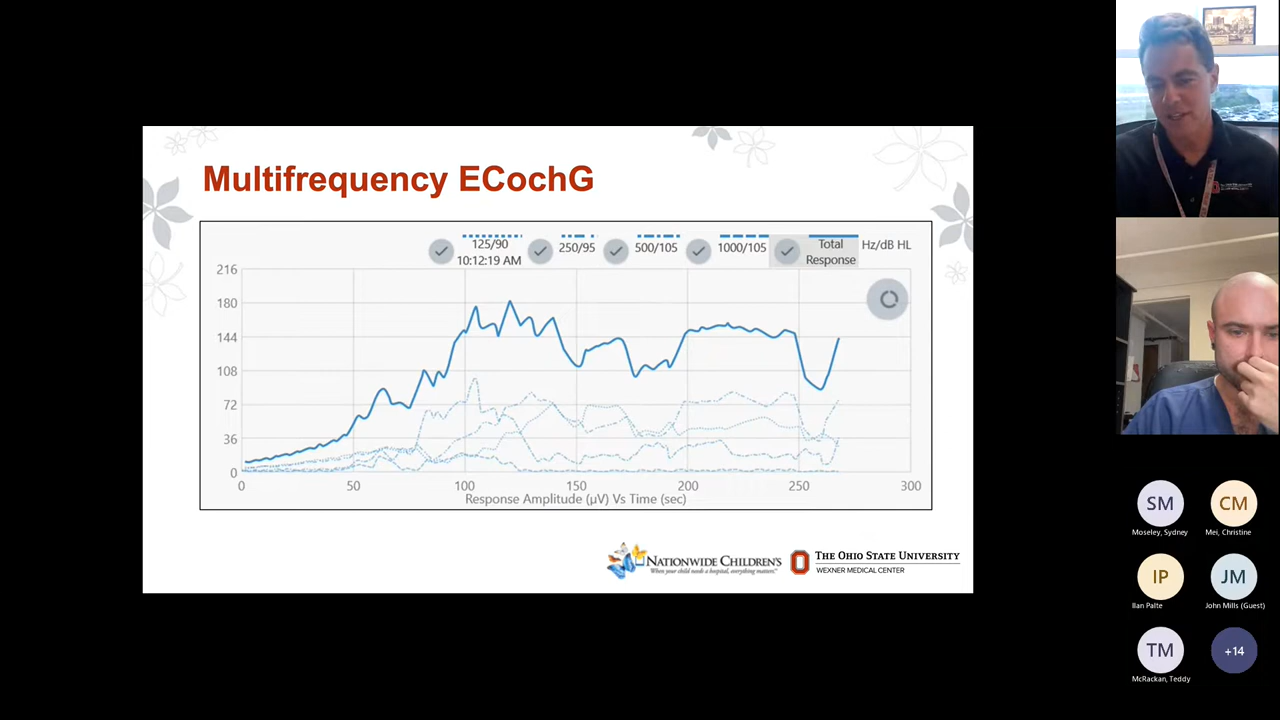 Multifrequency ECochG
125/90
10:12:19 AM
250/95
500/105
1000/105
Total
Response
Hz/dB HL
216
180
144
108
72
36
0
0
50
100
150
200
250
300
Response Amplitude (µV) Vs Time (sec)
NATIONWIDE CHILDREN'S
When your child needs a hospital, everything matters.
THE OHIO STATE UNIVERSITY
WEXNER MEDICAL CENTER
SM
Moseley, Sydney
CM
Mei, Christine
IP
Ilan Palte
JM
John Mills (Guest)
TM
McRackan, Teddy
+14